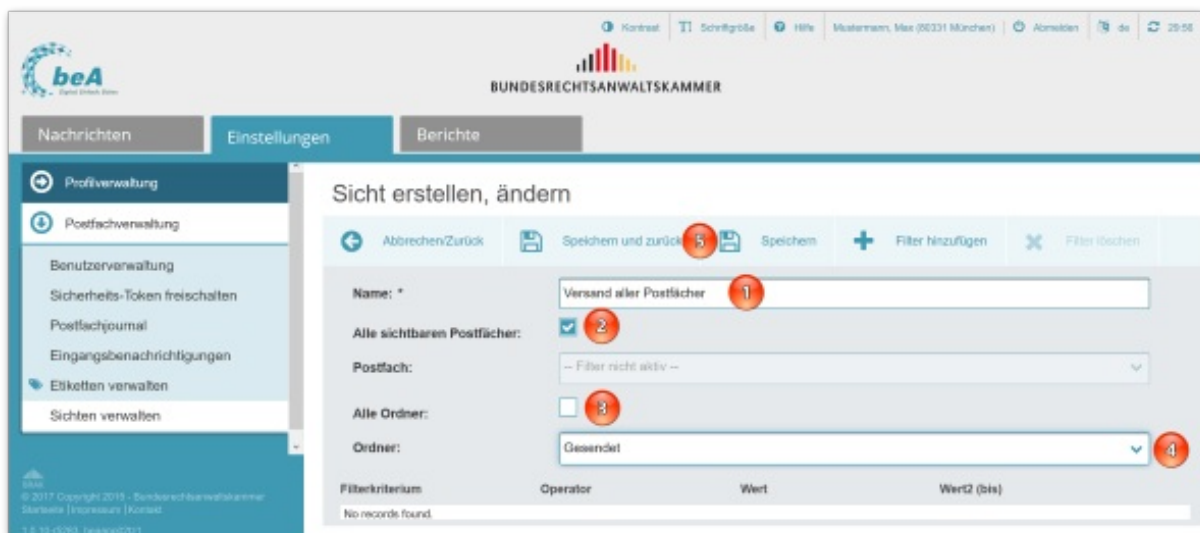 Kontrast TI Schriftgröße Hilfe Mustermann, Max (80331 München) Abmelden de 29:56
beA
BUNDESRECHTSANWALTSKAMMER
Nachrichten Einstellungen Berichte
Profilverwaltung
Postfachverwaltung
Benutzerverwaltung
Sicherheits-Token freischalten
Postfachjournal
Eingangsbenachrichtigungen
Etiketten verwalten
Sichten verwalten
BRAK
© 2017 Copyright 2015 - Bundesrechtsanwaltskammer
Startseite | Impressum | Kontakt
Sicht erstellen, ändern
Abbrechen/Zurück Speichern und zurück 5 Speichern Filter hinzufügen Filter löschen
Name: * Versand aller Postfächer 1
Alle sichtbaren Postfächer: 2
Postfach: -- Filter nicht aktiv --
Alle Ordner: 3
Ordner: Gesendet 4
Filterkriterium Operator Wert Wert2 (bis)
No records found.